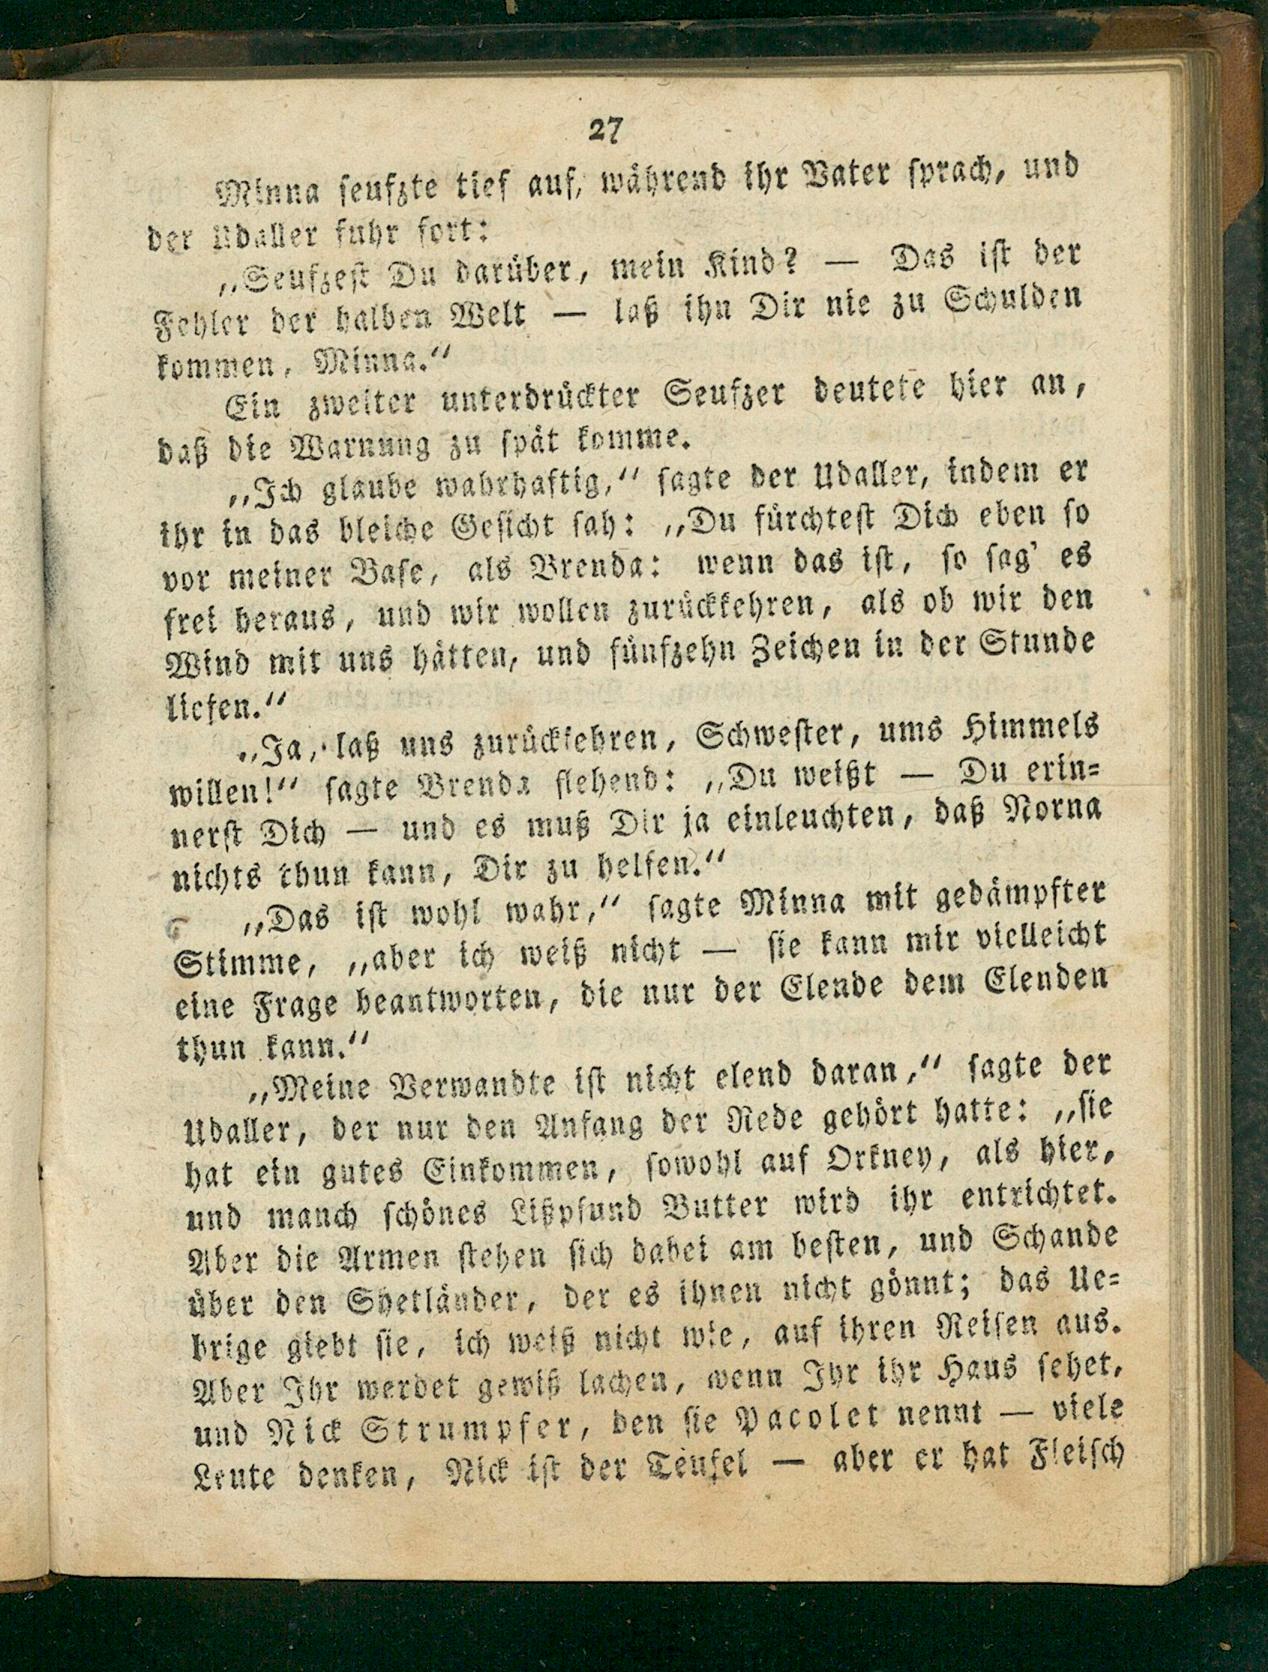 27
Minna seufzte tief auf, während ihr Vater sprach, und
der Udaller fuhr fort:
„Seufzest Du darüber, mein Kind? — Das ist der
Fehler der halben Welt — laß ihn Dir nie zu Schulden
kommen, Minna.“
Ein zweiter unterdrückter Seufzer deutete hier an,
daß die Warnung zu spät komme.
„Ich glaube wahrhaftig,“ sagte der Udaller, indem er
ihr in das bleiche Gesicht sah: „Du fürchtest Dich eben so
vor meiner Base, als Brenda: wenn das ist, so sag' es
frei heraus, und wir wollen zurückkehren, als ob wir den
Wind mit uns hätten, und fünfzehn Zeichen in der Stunde
liefen.“
„Ja, laß uns zurückkehren, Schwester, ums Himmels
willen!“ sagte Brenda flehend: „Du weißt — Du erin=
nerst Dich — und es muß Dir ja einleuchten, daß Norna
nichts thun kann, Dir zu helfen.“
„Das ist wohl wahr,“ sagte Minna mit gedämpfter
Stimme, „aber ich weiß nicht — sie kann mir vielleicht
eine Frage beantworten, die nur der Elende dem Elenden
thun kann.“
„Meine Verwandte ist nicht elend daran,“ sagte der
Udaller, der nur den Anfang der Rede gehört hatte: „sie
hat ein gutes Einkommen, sowohl auf Orkney, als hier,
und manch schönes Lißpfund Butter wird ihr entrichtet.
Aber die Armen stehen sich dabei am besten, und Schande
über den Shetländer, der es ihnen nicht gönnt; das Ue=
brige giebt sie, ich weiß nicht wie, auf ihren Reisen aus.
Aber Ihr werdet gewiß lachen, wenn Ihr ihr Haus sehet,
und Nick Strumpfer, den sie Pacolet nennt — viele
Leute denken, Nick ist der Teufel — aber er hat Fleisch